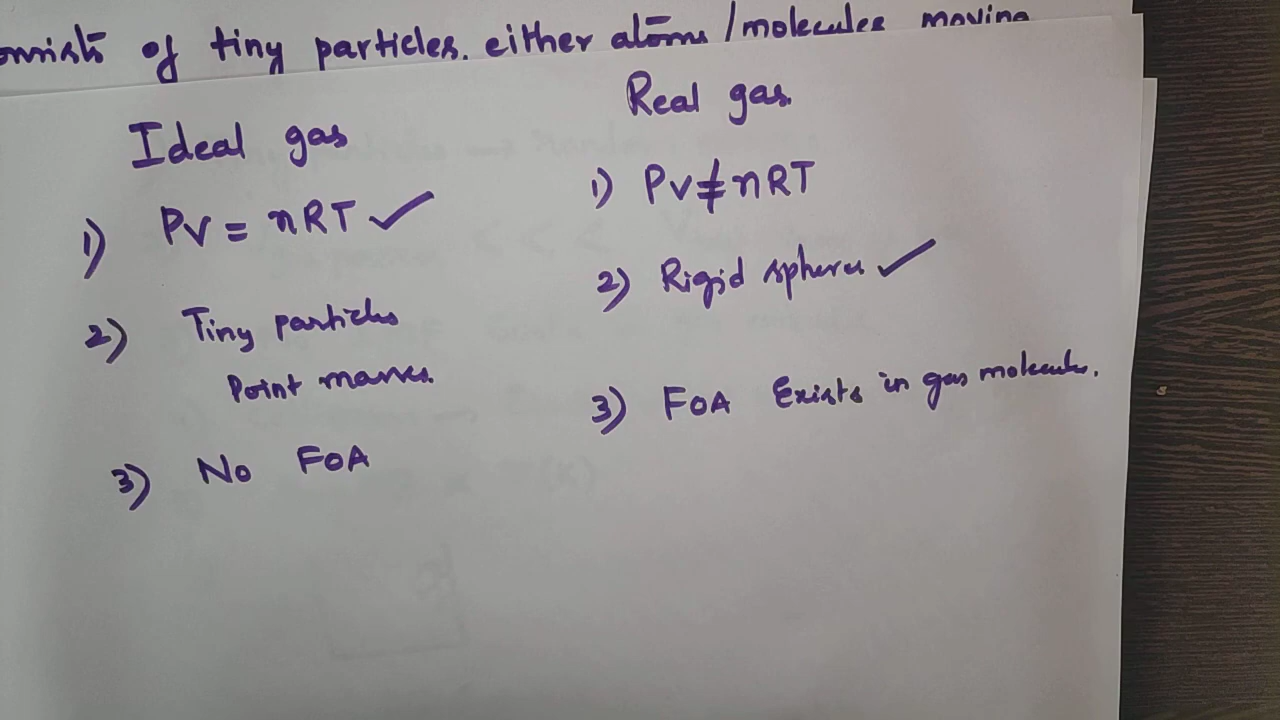 of tiny particles. either atoms/molecules moving
Ideal gas
1) PV = nRT ✓
2) Tiny particles
Point masses.
3) No FOA
Real gas.
1) PV ≠ nRT
2) Rigid spheres ✓
3) FOA Exists in gas molecules.